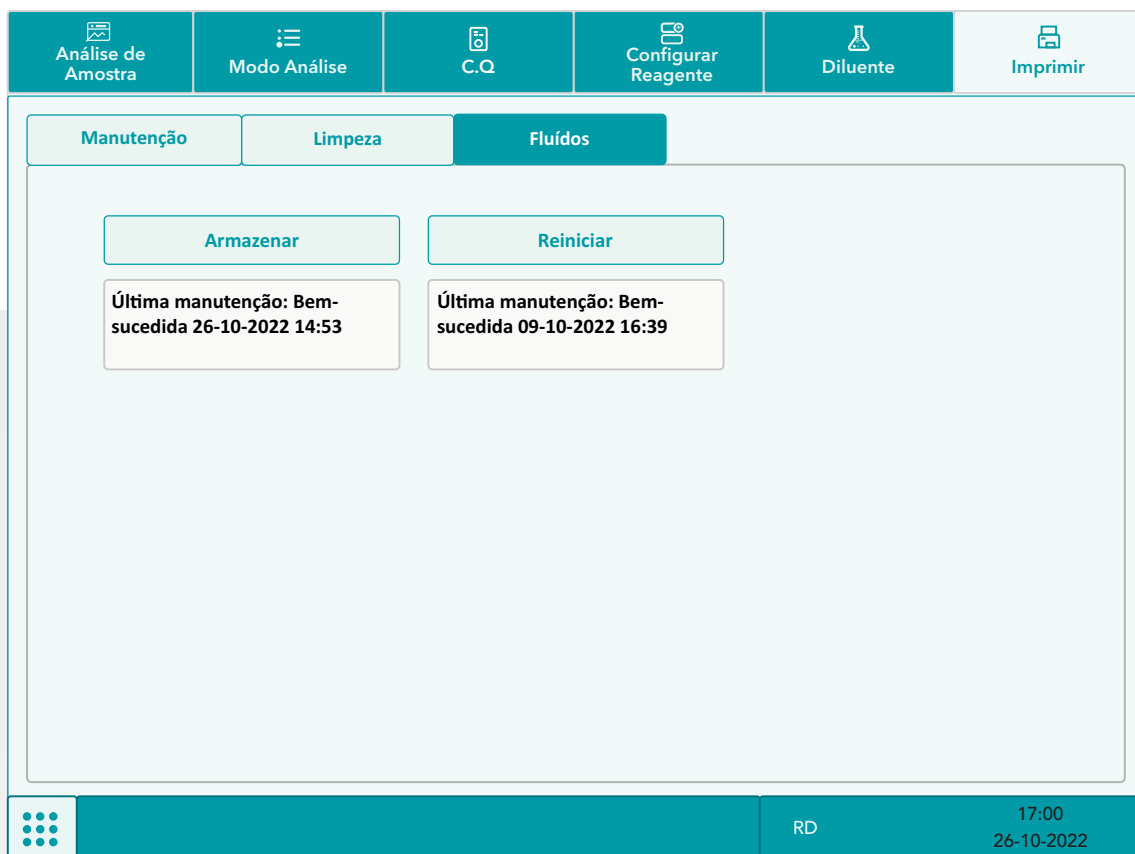 Análise de
Amostra
Modo Análise
C.Q
Configurar
Reagente
Diluente
Imprimir
Manutenção
Limpeza
Fluídos
Armazenar
Reiniciar
Última manutenção: Bem-
sucedida 26-10-2022 14:53
Última manutenção: Bem-
sucedida 09-10-2022 16:39
RD
17:00
26-10-2022